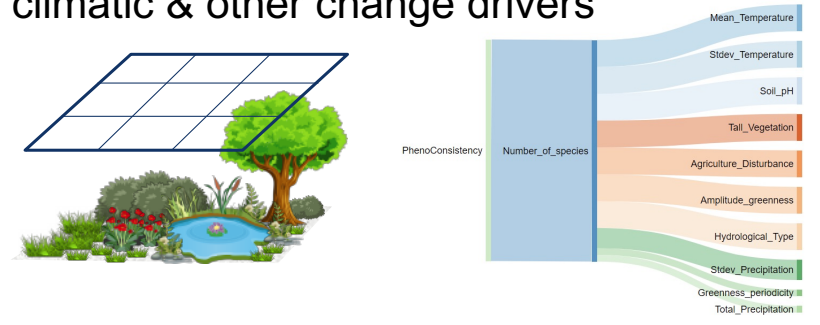 climatic & other change drivers
Mean_Temperature
Stdev_Temperature
Soil_pH
Tall_Vegetation
PhenoConsistency
Number_of_species
Agriculture_Disturbance
Amplitude_greenness
Hydrological_Type
Stdev_Precipitation
Greenness_periodicity
Total_Precipitation